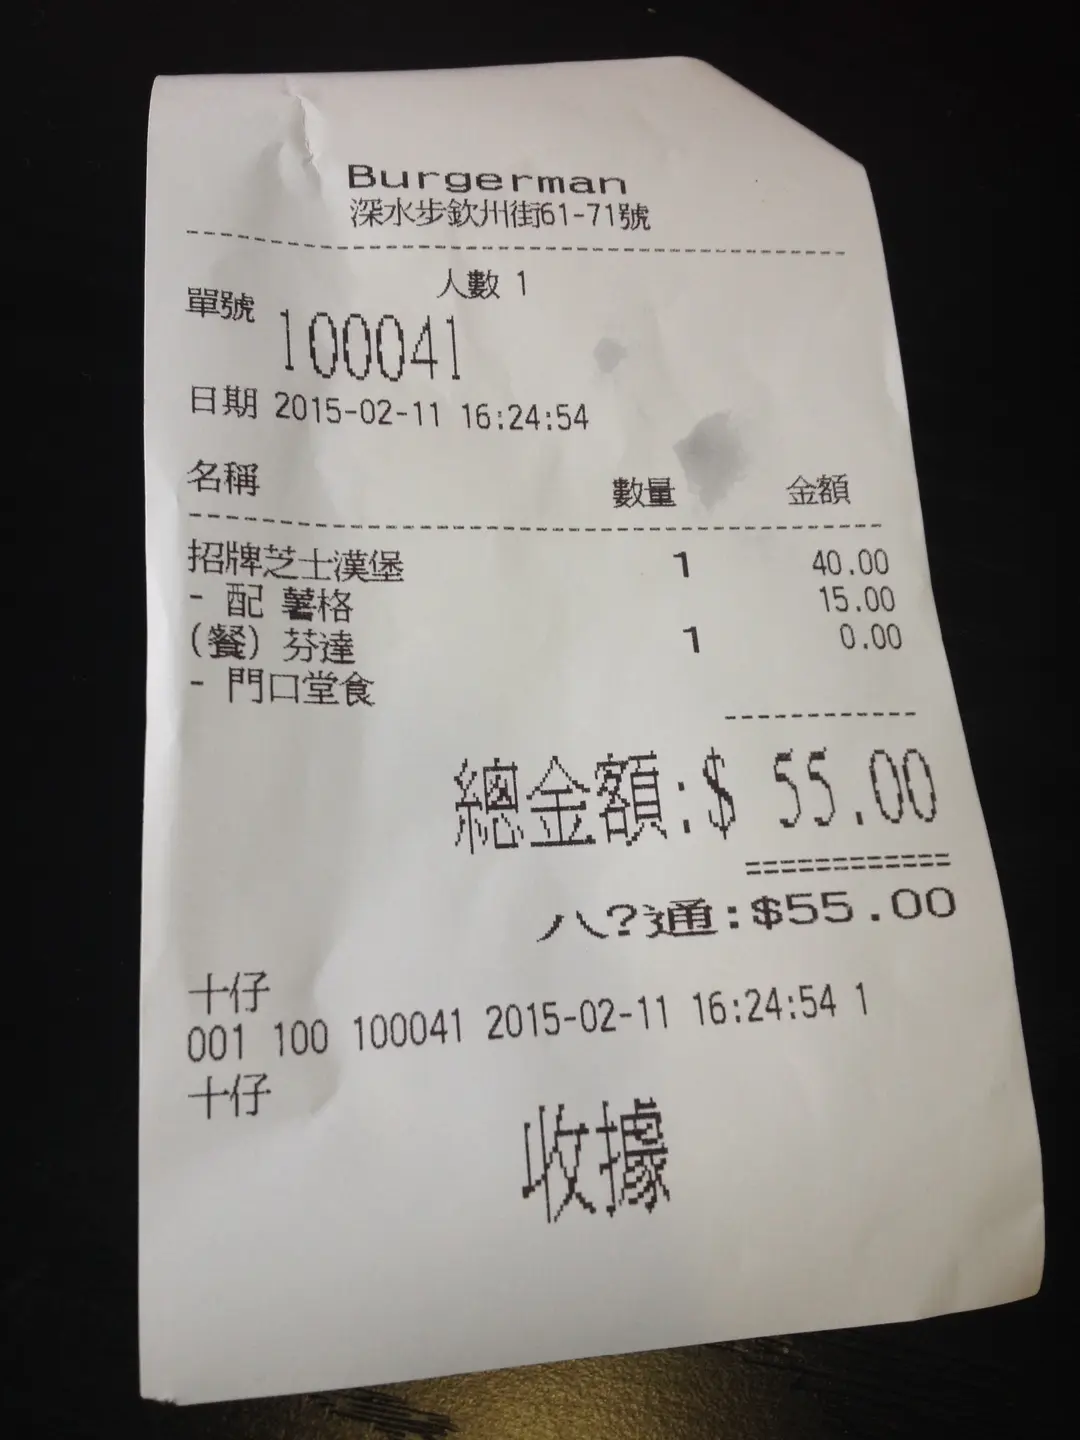 Burgerman
深水步欽州街61-71號
人數 1
單號 100041
日期 2015-02-11 16:24:54
名稱 數量 金額
招牌芝士漢堡 1 40.00
- 配 薯格 15.00
(餐) 芬達 1 0.00
- 門口堂食
總金額:$ 55.00
八?通:$55.00
十仔
001 100 100041 2015-02-11 16:24:54 1
十仔
收據